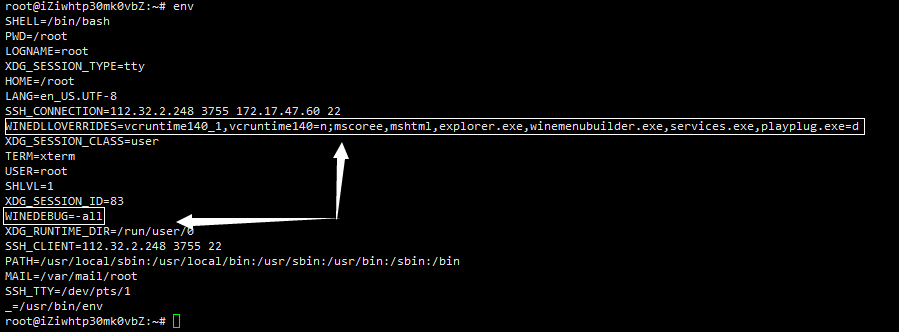 root@iZiwhtp30mk0vbZ:~# env
SHELL=/bin/bash
PWD=/root
LOGNAME=root
XDG_SESSION_TYPE=tty
HOME=/root
LANG=en_US.UTF-8
SSH_CONNECTION=112.32.2.248 3755 172.17.47.60 22
WINEDLLOVERRIDES=vcruntime140_1,vcruntime140=n;mscoree,mshtml,explorer.exe,winemenubuilder.exe,services.exe,playplug.exe=d
XDG_SESSION_CLASS=user
TERM=xterm
USER=root
SHLVL=1
XDG_SESSION_ID=83
WINEDEBUG=-all
XDG_RUNTIME_DIR=/run/user/0
SSH_CLIENT=112.32.2.248 3755 22
PATH=/usr/local/sbin:/usr/local/bin:/usr/sbin:/usr/bin:/sbin:/bin
MAIL=/var/mail/root
SSH_TTY=/dev/pts/1
_=/usr/bin/env
root@iZiwhtp30mk0vbZ:~#